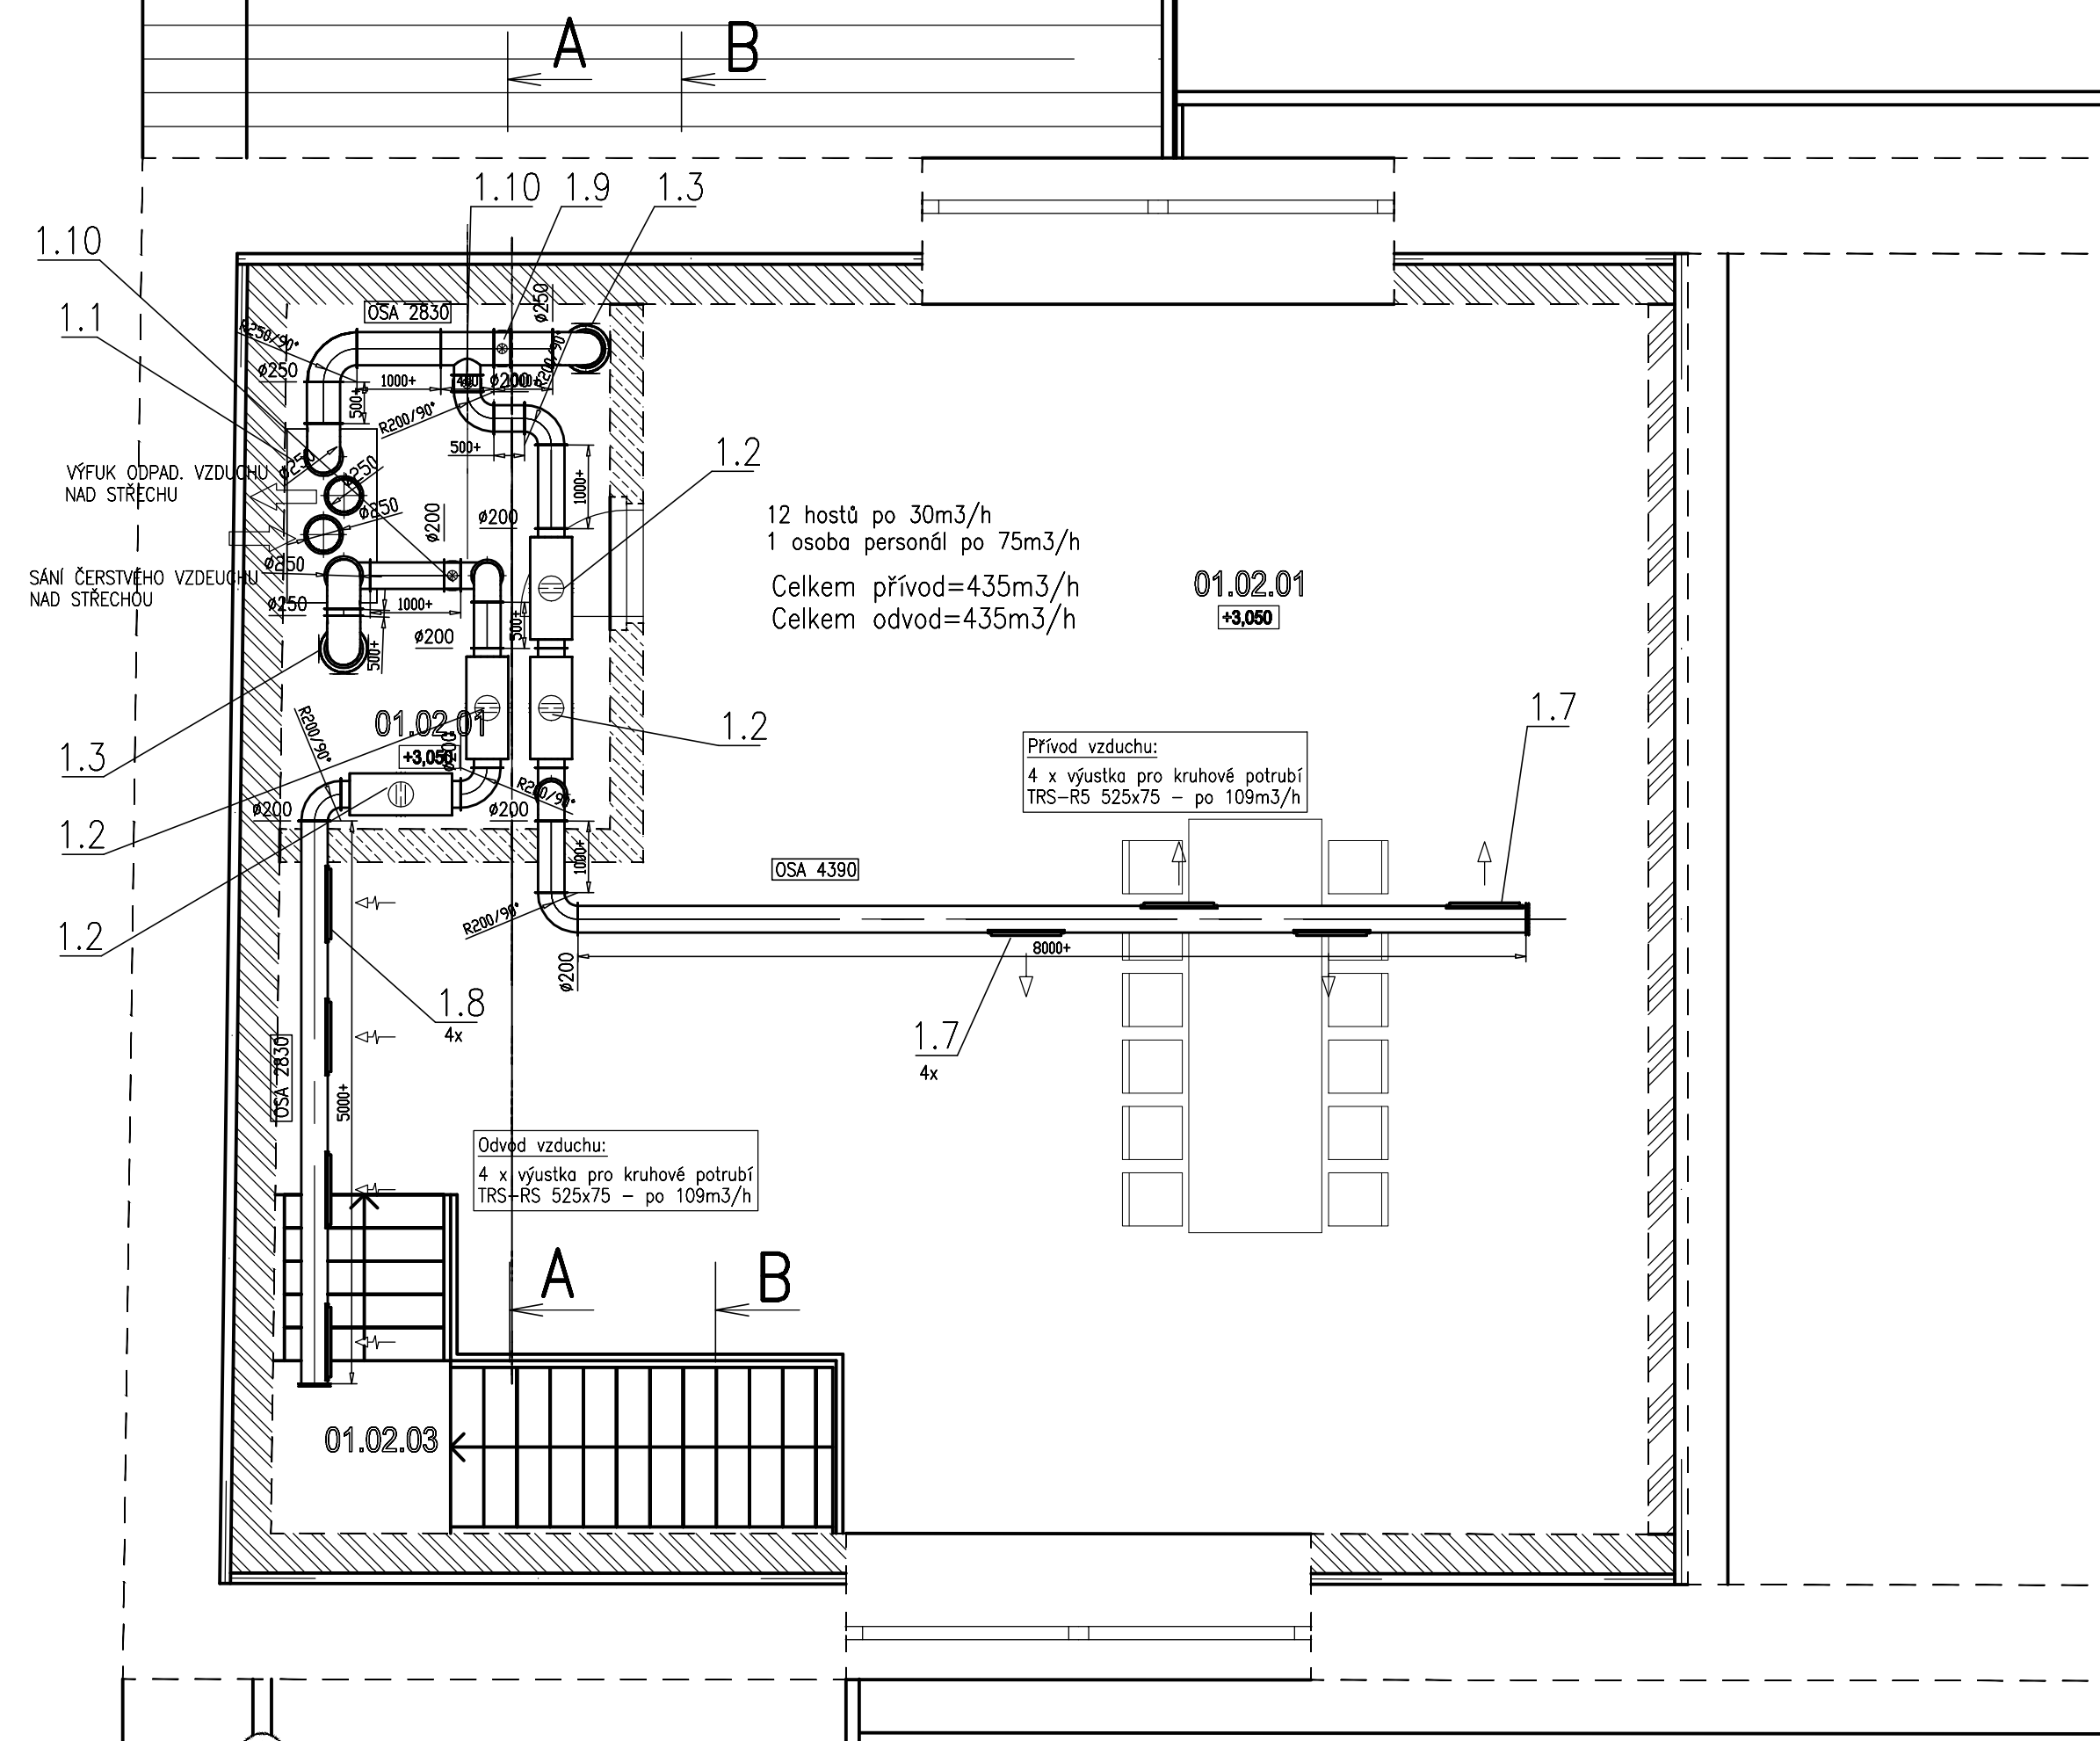 A
B
1.10
1.9
1.3
1.10
1.1
OSA 2830
ø250
R250/90°
R200/90°
ø250
1000+
400
ø200
1000+
500+
R200/90°
500+
1.2
1000+
VÝFUK ODPAD. VZDUCHU
NAD STŘECHU
ø250
ø250
ø250
ø200
ø200
12 hostů po 30m3/h
1 osoba personál po 75m3/h
Celkem přívod=435m3/h
Celkem odvod=435m3/h
01.02.01
+3,050
SÁNÍ ČERSTVÉHO VZDEUCHU
NAD STŘECHOU
ø250
ø250
1000+
500+
ø200
500+
1.3
R200/90°
01.02.01
+3,050
ø200
1.2
1.7
Přívod vzduchu:
4 x výustka pro kruhové potrubí
TRS-R5 525x75 - po 109m3/h
R200/90°
ø200
ø200
1.2
1000+
OSA 4390
R200/90°
1.2
8000+
ø200
1.8
4x
1.7
4x
OSA 2830
5000+
Odvod vzduchu:
4 x výustka pro kruhové potrubí
TRS-RS 525x75 - po 109m3/h
A
B
01.02.03